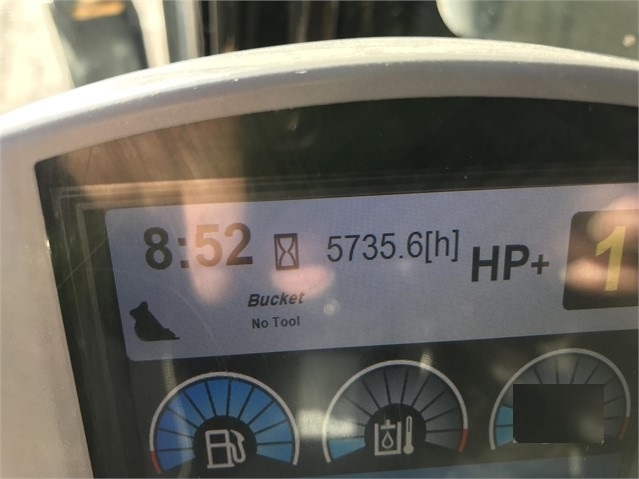 8:52 5735.6[h] HP+ 1
Bucket
No Tool